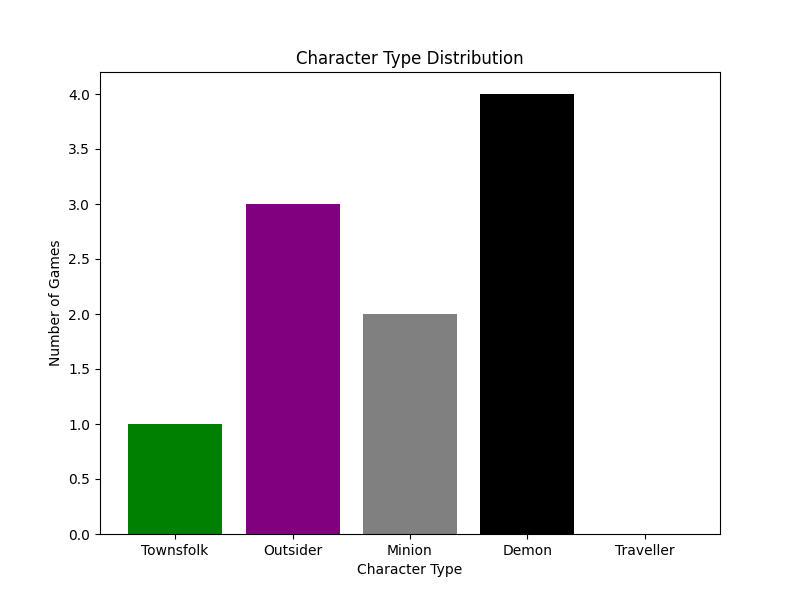 Character Type Distribution
4.0
3.5
3.0
2.5
2.0
1.5
1.0
0.5
0.0
Number of Games
Townsfolk Outsider Minion Demon Traveller
Character Type